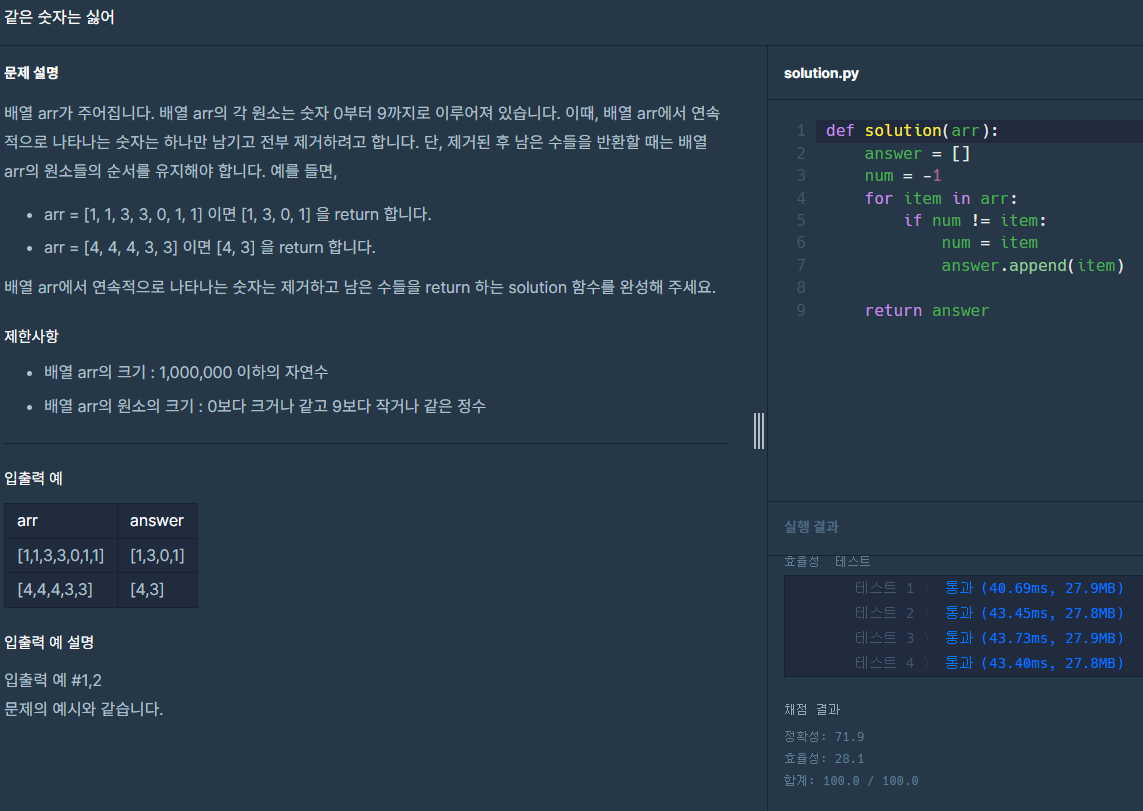 같은 숫자는 싫어
문제 설명
배열 arr가 주어집니다. 배열 arr의 각 원소는 숫자 0부터 9까지로 이루어져 있습니다. 이때, 배열 arr에서 연속
적으로 나타나는 숫자는 하나만 남기고 전부 제거하려고 합니다. 단, 제거된 후 남은 수들을 반환할 때는 배열
arr의 원소들의 순서를 유지해야 합니다. 예를 들면,
• arr = [1, 1, 3, 3, 0, 1, 1] 이면 [1, 3, 0, 1] 을 return 합니다.
• arr = [4, 4, 4, 3, 3] 이면 [4, 3] 을 return 합니다.
배열 arr에서 연속적으로 나타나는 숫자는 제거하고 남은 수들을 return 하는 solution 함수를 완성해 주세요.
제한사항
• 배열 arr의 크기 : 1,000,000 이하의 자연수
• 배열 arr의 원소의 크기 : 0보다 크거나 같고 9보다 작거나 같은 정수
입출력 예
arr answer
[1,1,3,3,0,1,1] [1,3,0,1]
[4,4,4,3,3] [4,3]
입출력 예 설명
입출력 예 #1,2
문제의 예시와 같습니다.
solution.py
1 def solution(arr):
2     answer = []
3     num = -1
4     for item in arr:
5         if num != item:
6             num = item
7             answer.append(item)
8
9     return answer
실행 결과
효율성 테스트
테스트 1 〉 통과 (40.69ms, 27.9MB)
테스트 2 〉 통과 (43.45ms, 27.8MB)
테스트 3 〉 통과 (43.73ms, 27.9MB)
테스트 4 〉 통과 (43.40ms, 27.8MB)
채점 결과
정확성: 71.9
효율성: 28.1
합계: 100.0 / 100.0